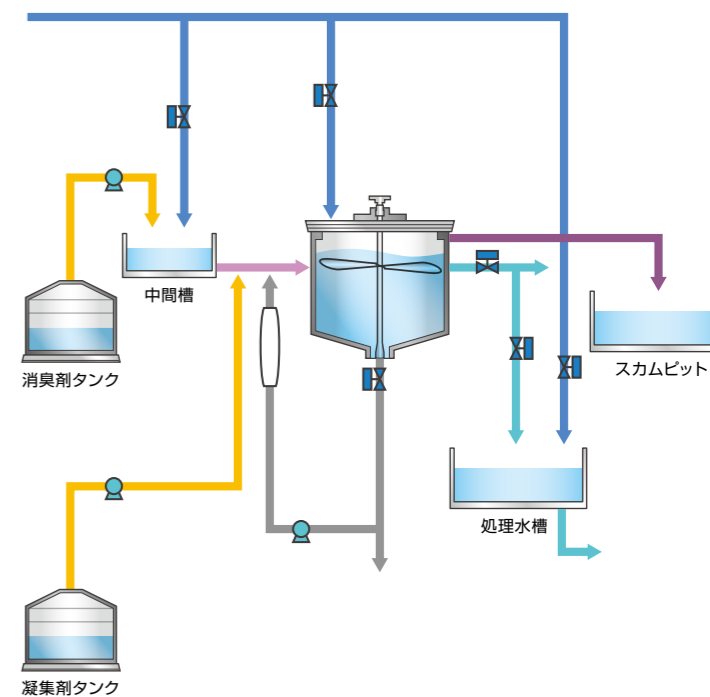 中間槽
消臭剤タンク
スカムピット
処理水槽
凝集剤タンク